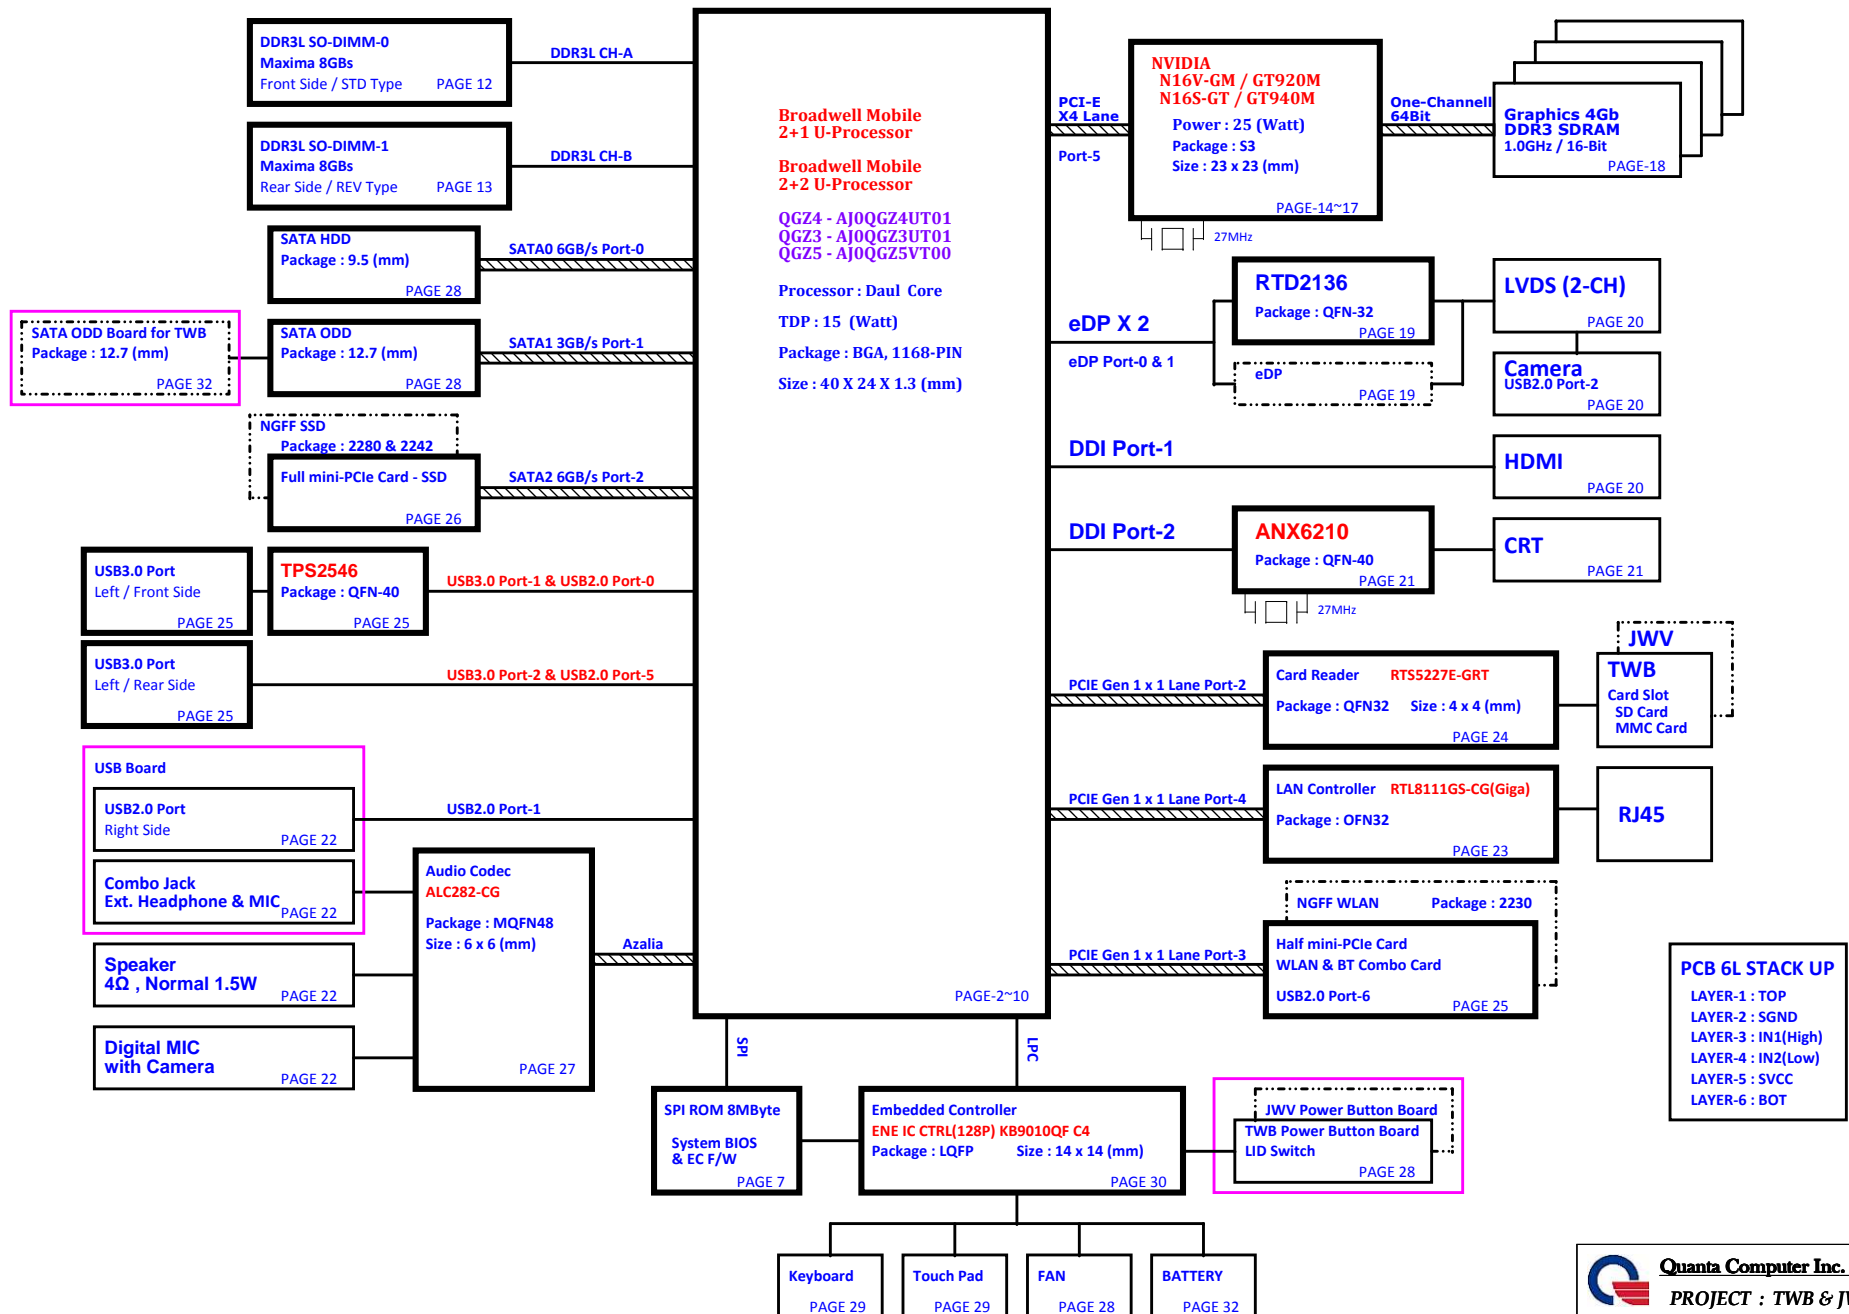 DDR3L SO-DIMM-0
Maxima 8GBs
Front Side / STD Type PAGE 12
DDR3L CH-A
DDR3L SO-DIMM-1
Maxima 8GBs
Rear Side / REV Type PAGE 13
DDR3L CH-B
SATA HDD
Package : 9.5 (mm)
PAGE 28
SATA0 6GB/s Port-0
SATA ODD Board for TWB
Package : 12.7 (mm)
PAGE 32
SATA ODD
Package : 12.7 (mm)
PAGE 28
SATA1 3GB/s Port-1
NGFF SSD
Package : 2280 & 2242
Full mini-PCIe Card - SSD
PAGE 26
SATA2 6GB/s Port-2
USB3.0 Port
Left / Front Side
PAGE 25
TPS2546
Package : QFN-40
PAGE 25
USB3.0 Port-1 & USB2.0 Port-0
USB3.0 Port
Left / Rear Side
PAGE 25
USB3.0 Port-2 & USB2.0 Port-5
USB Board
USB2.0 Port
Right Side
PAGE 22
USB2.0 Port-1
Combo Jack
Ext. Headphone & MIC
PAGE 22
Speaker
4Ω , Normal 1.5W
PAGE 22
Digital MIC
with Camera
PAGE 22
Audio Codec
ALC282-CG
Package : MQFN48
Size : 6 x 6 (mm)
PAGE 27
Azalia
Broadwell Mobile
2+1 U-Processor
Broadwell Mobile
2+2 U-Processor
QGZ4 - AJ0QGZ4UT01
QGZ3 - AJ0QGZ3UT01
QGZ5 - AJ0QGZ5VT00
Processor : Daul Core
TDP : 15 (Watt)
Package : BGA, 1168-PIN
Size : 40 X 24 X 1.3 (mm)
PAGE-2~10
PCI-E
X4 Lane
Port-5
NVIDIA
N16V-GM / GT920M
N16S-GT / GT940M
Power : 25 (Watt)
Package : S3
Size : 23 x 23 (mm)
PAGE-14~17
27MHz
One-Channell
64Bit
Graphics 4Gb
DDR3 SDRAM
1.0GHz / 16-Bit
PAGE-18
eDP X 2
eDP Port-0 & 1
RTD2136
Package : QFN-32
PAGE 19
eDP
PAGE 19
LVDS (2-CH)
PAGE 20
Camera
USB2.0 Port-2
PAGE 20
DDI Port-1
HDMI
PAGE 20
DDI Port-2
ANX6210
Package : QFN-40
PAGE 21
27MHz
CRT
PAGE 21
PCIE Gen 1 x 1 Lane Port-2
Card Reader RTS5227E-GRT
Package : QFN32 Size : 4 x 4 (mm)
PAGE 24
JWV
TWB
Card Slot
SD Card
MMC Card
PCIE Gen 1 x 1 Lane Port-4
LAN Controller RTL8111GS-CG(Giga)
Package : OFN32
PAGE 23
RJ45
NGFF WLAN Package : 2230
PCIE Gen 1 x 1 Lane Port-3
Half mini-PCIe Card
WLAN & BT Combo Card
USB2.0 Port-6
PAGE 25
PCB 6L STACK UP
LAYER-1 : TOP
LAYER-2 : SGND
LAYER-3 : IN1(High)
LAYER-4 : IN2(Low)
LAYER-5 : SVCC
LAYER-6 : BOT
SPI
LPC
SPI ROM 8MByte
System BIOS
& EC F/W
PAGE 7
Embedded Controller
ENE IC CTRL(128P) KB9010QF C4
Package : LQFP Size : 14 x 14 (mm)
PAGE 30
JWV Power Button Board
TWB Power Button Board
LID Switch
PAGE 28
Keyboard
PAGE 29
Touch Pad
PAGE 29
FAN
PAGE 28
BATTERY
PAGE 32
Quanta Computer Inc.
PROJECT : TWB &